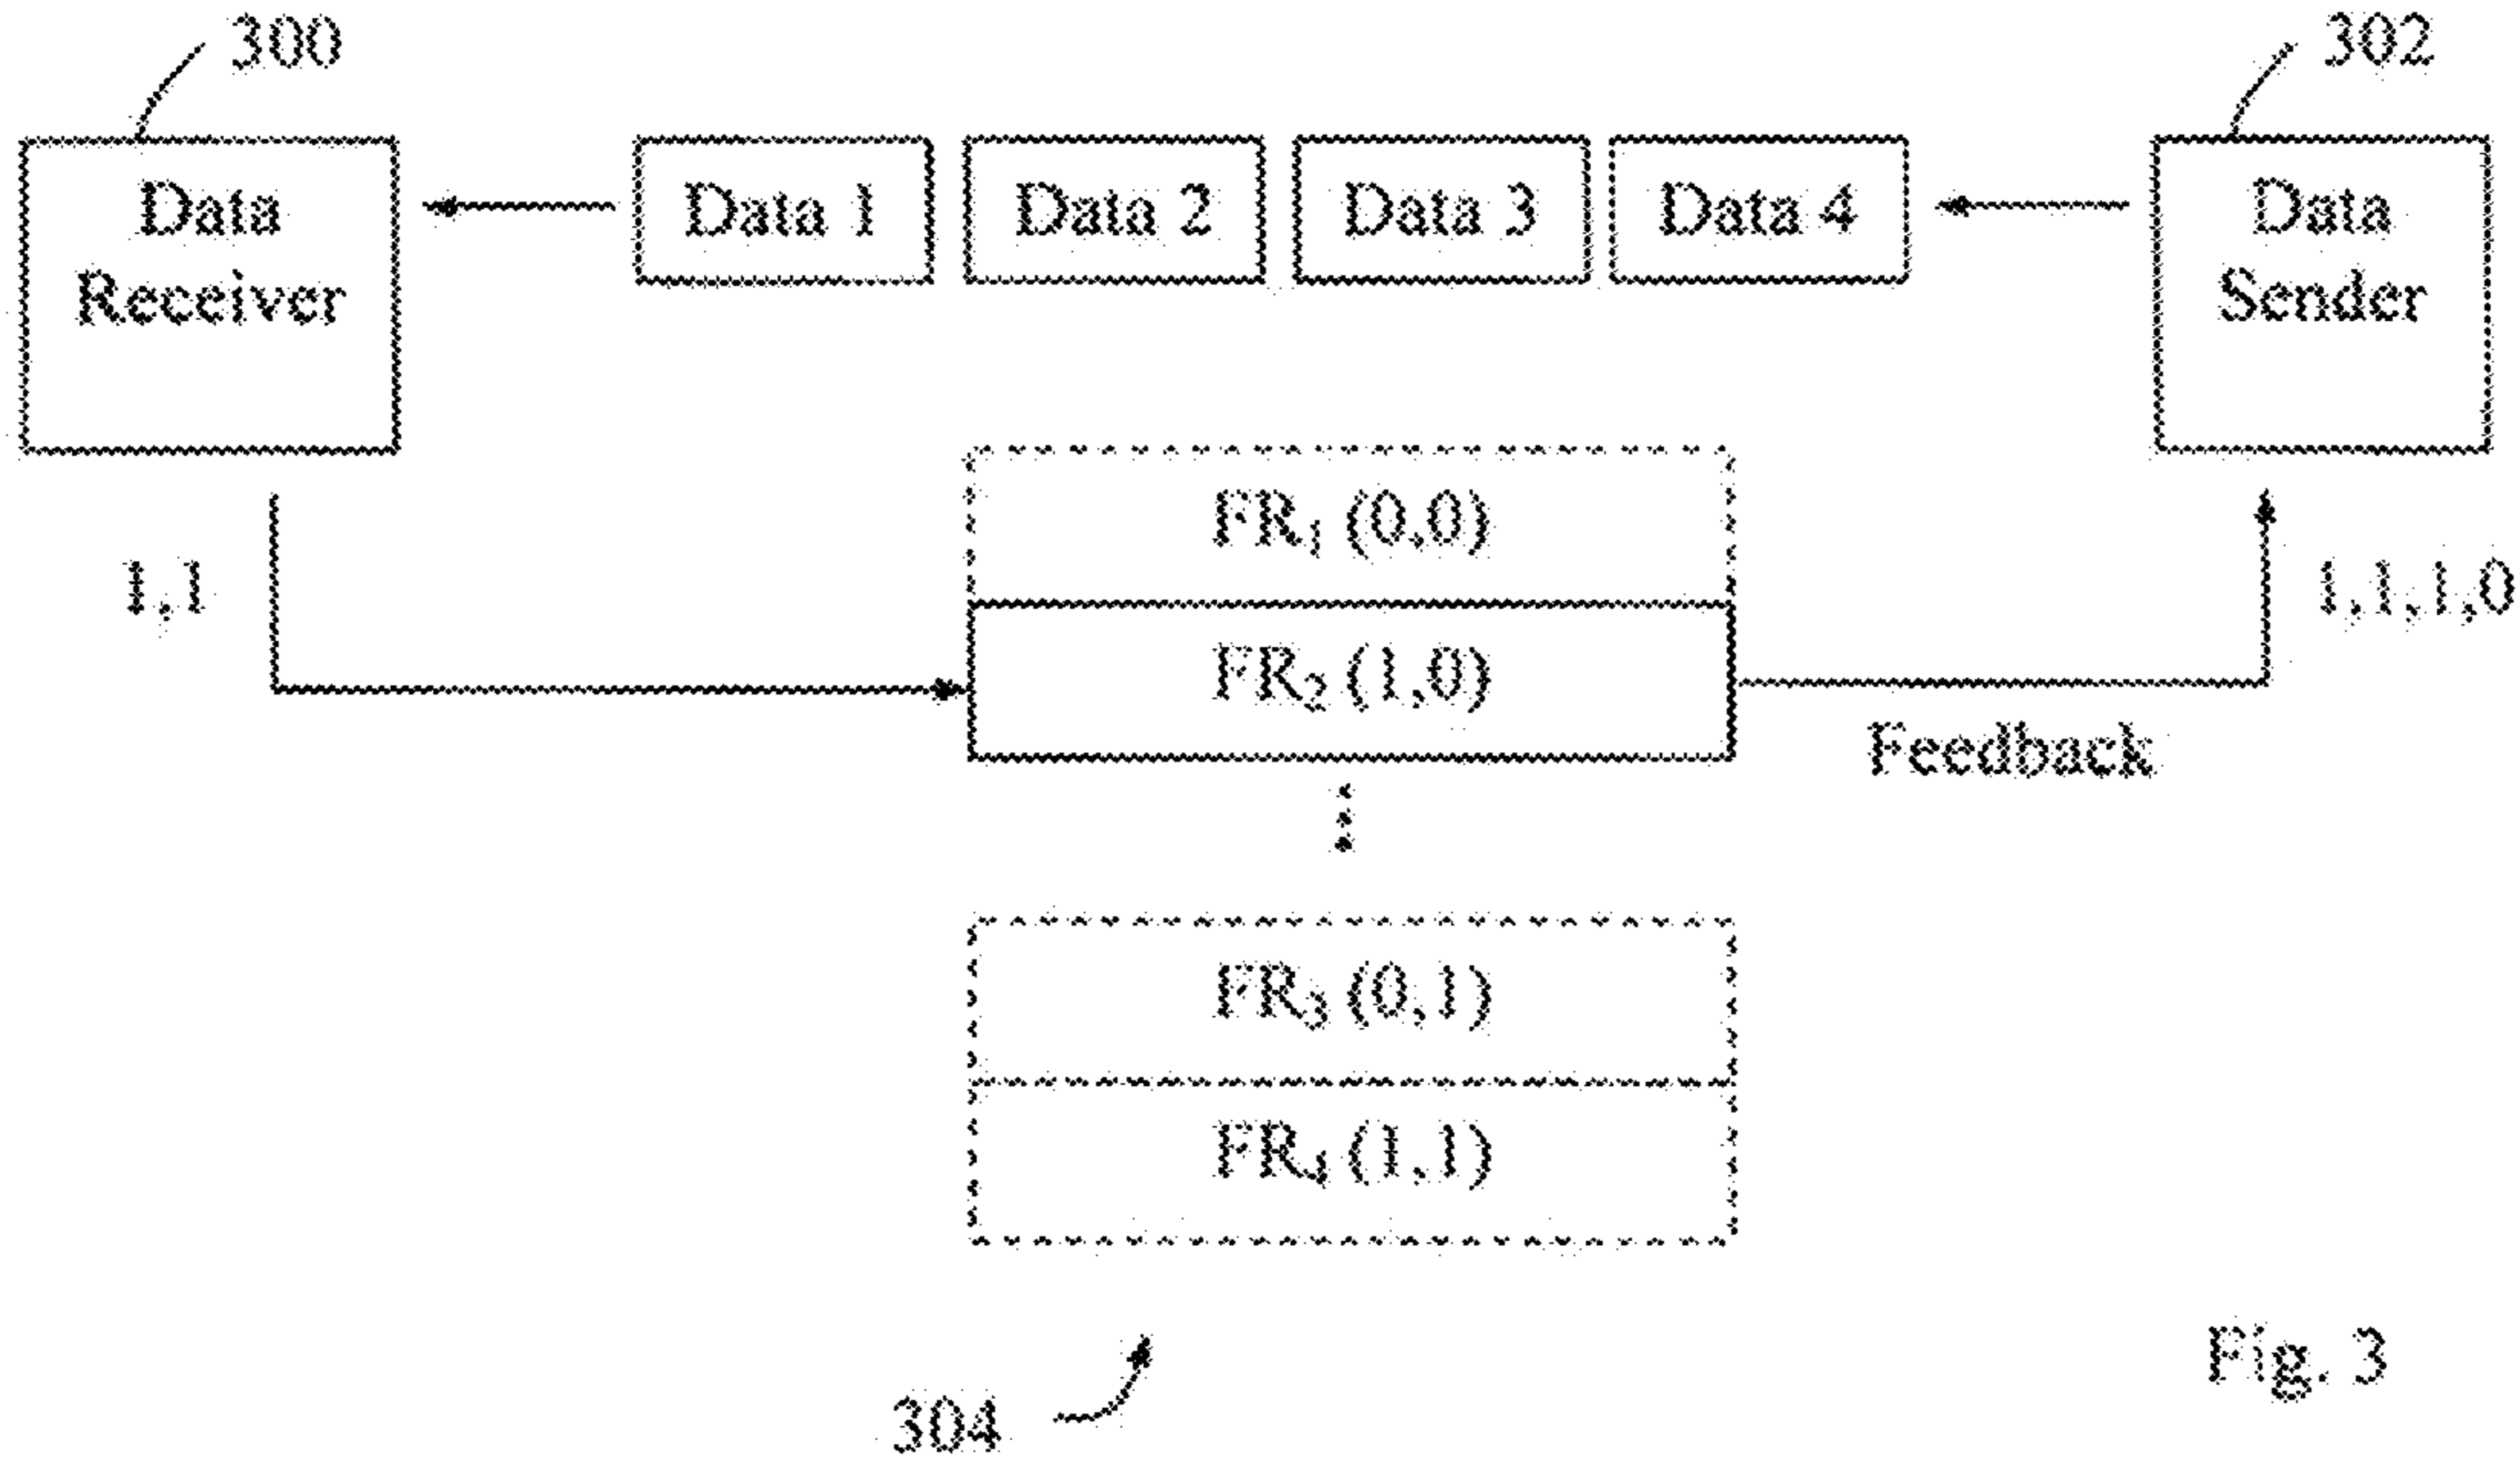 300
302
Data
Receiver
Data 1
Data 2
Data 3
Data 4
Data
Sender
1,1
FR1 (0,0)
FR2 (1,0)
1,1,1,0
Feedback
FR3 (0,1)
FR4 (1,1)
304
Fig. 3